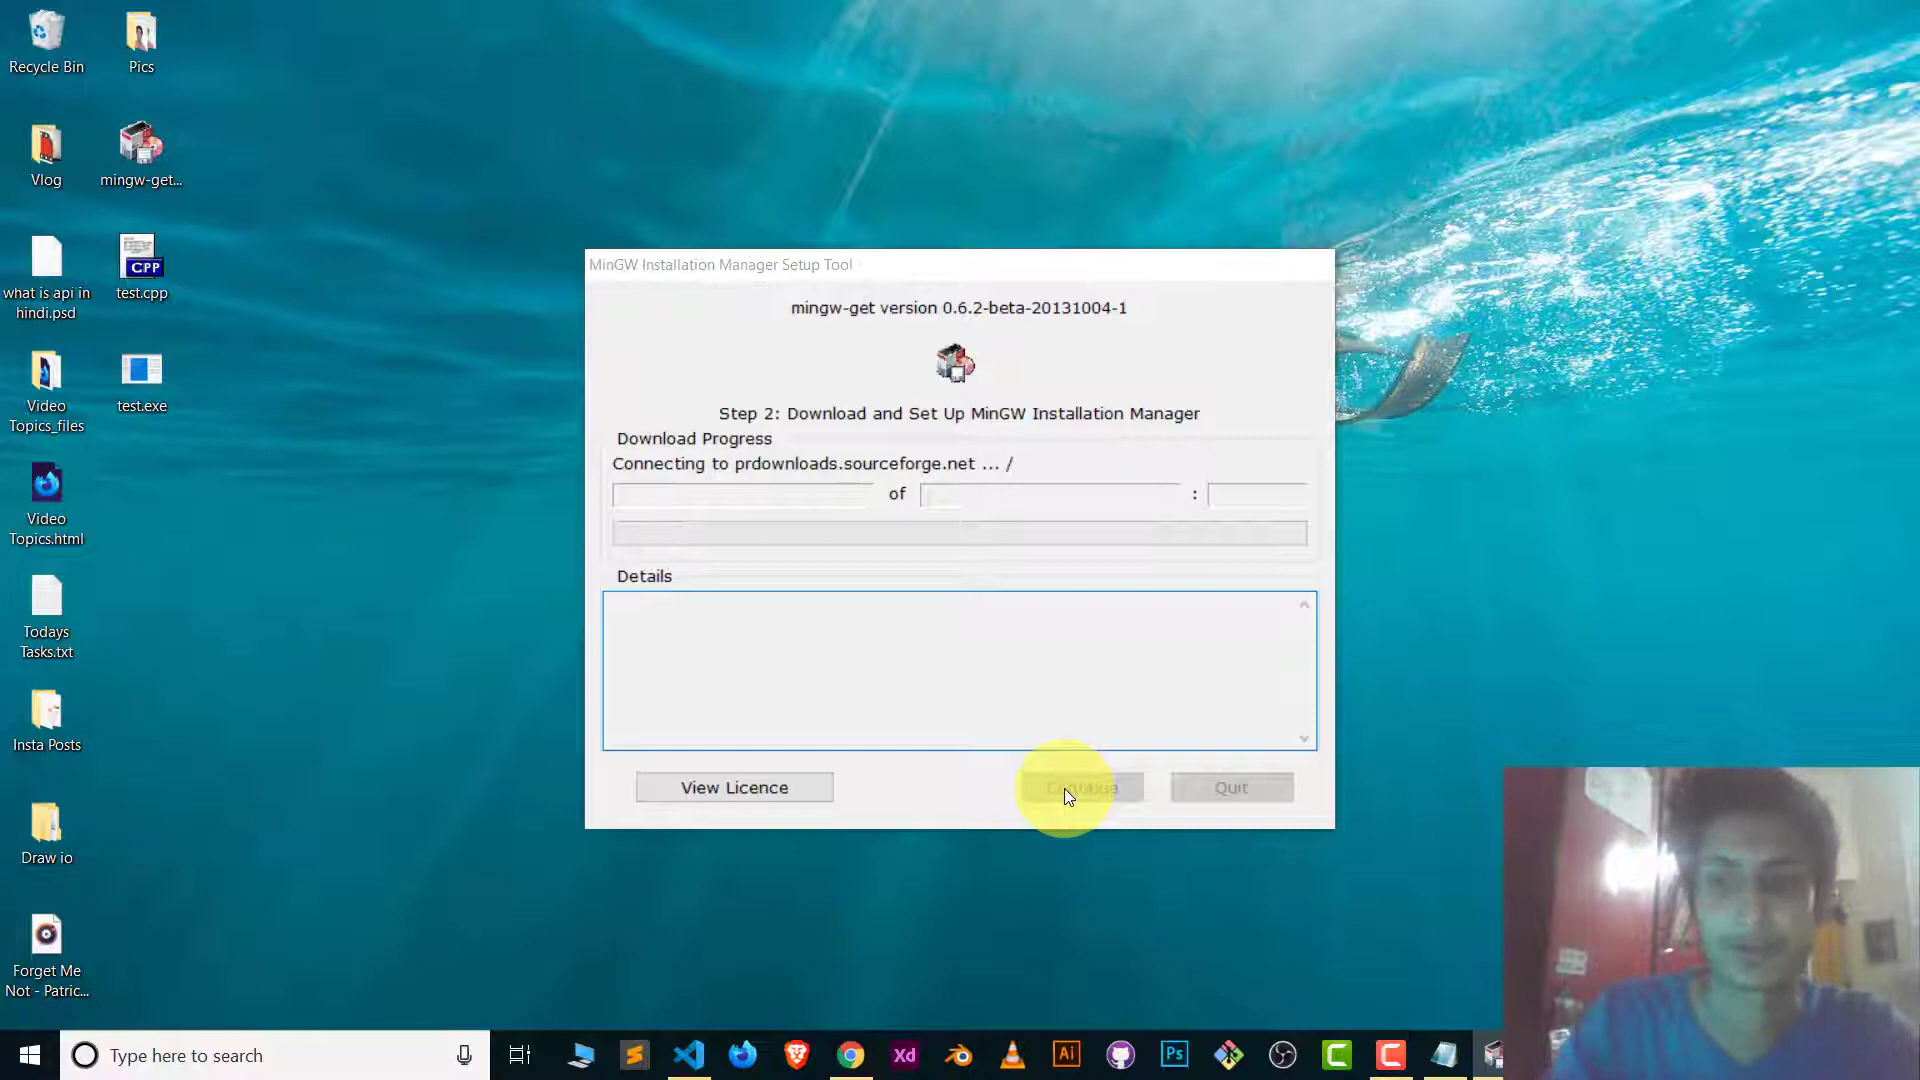 Recycle Bin
Pics
Vlog
mingw-get...
what is api in
hindi.psd
test.cpp
CPP
Video
Topics_files
test.exe
Video
Topics.html
Todays
Tasks.txt
Insta Posts
Draw io
Forget Me
Not - Patric...
MinGW Installation Manager Setup Tool
mingw-get version 0.6.2-beta-20131004-1
Step 2: Download and Set Up MinGW Installation Manager
Download Progress
Connecting to prdownloads.sourceforge.net ... /
of
:
Details
View Licence
Continue
Quit
Type here to search
Xd
Ai
Ps